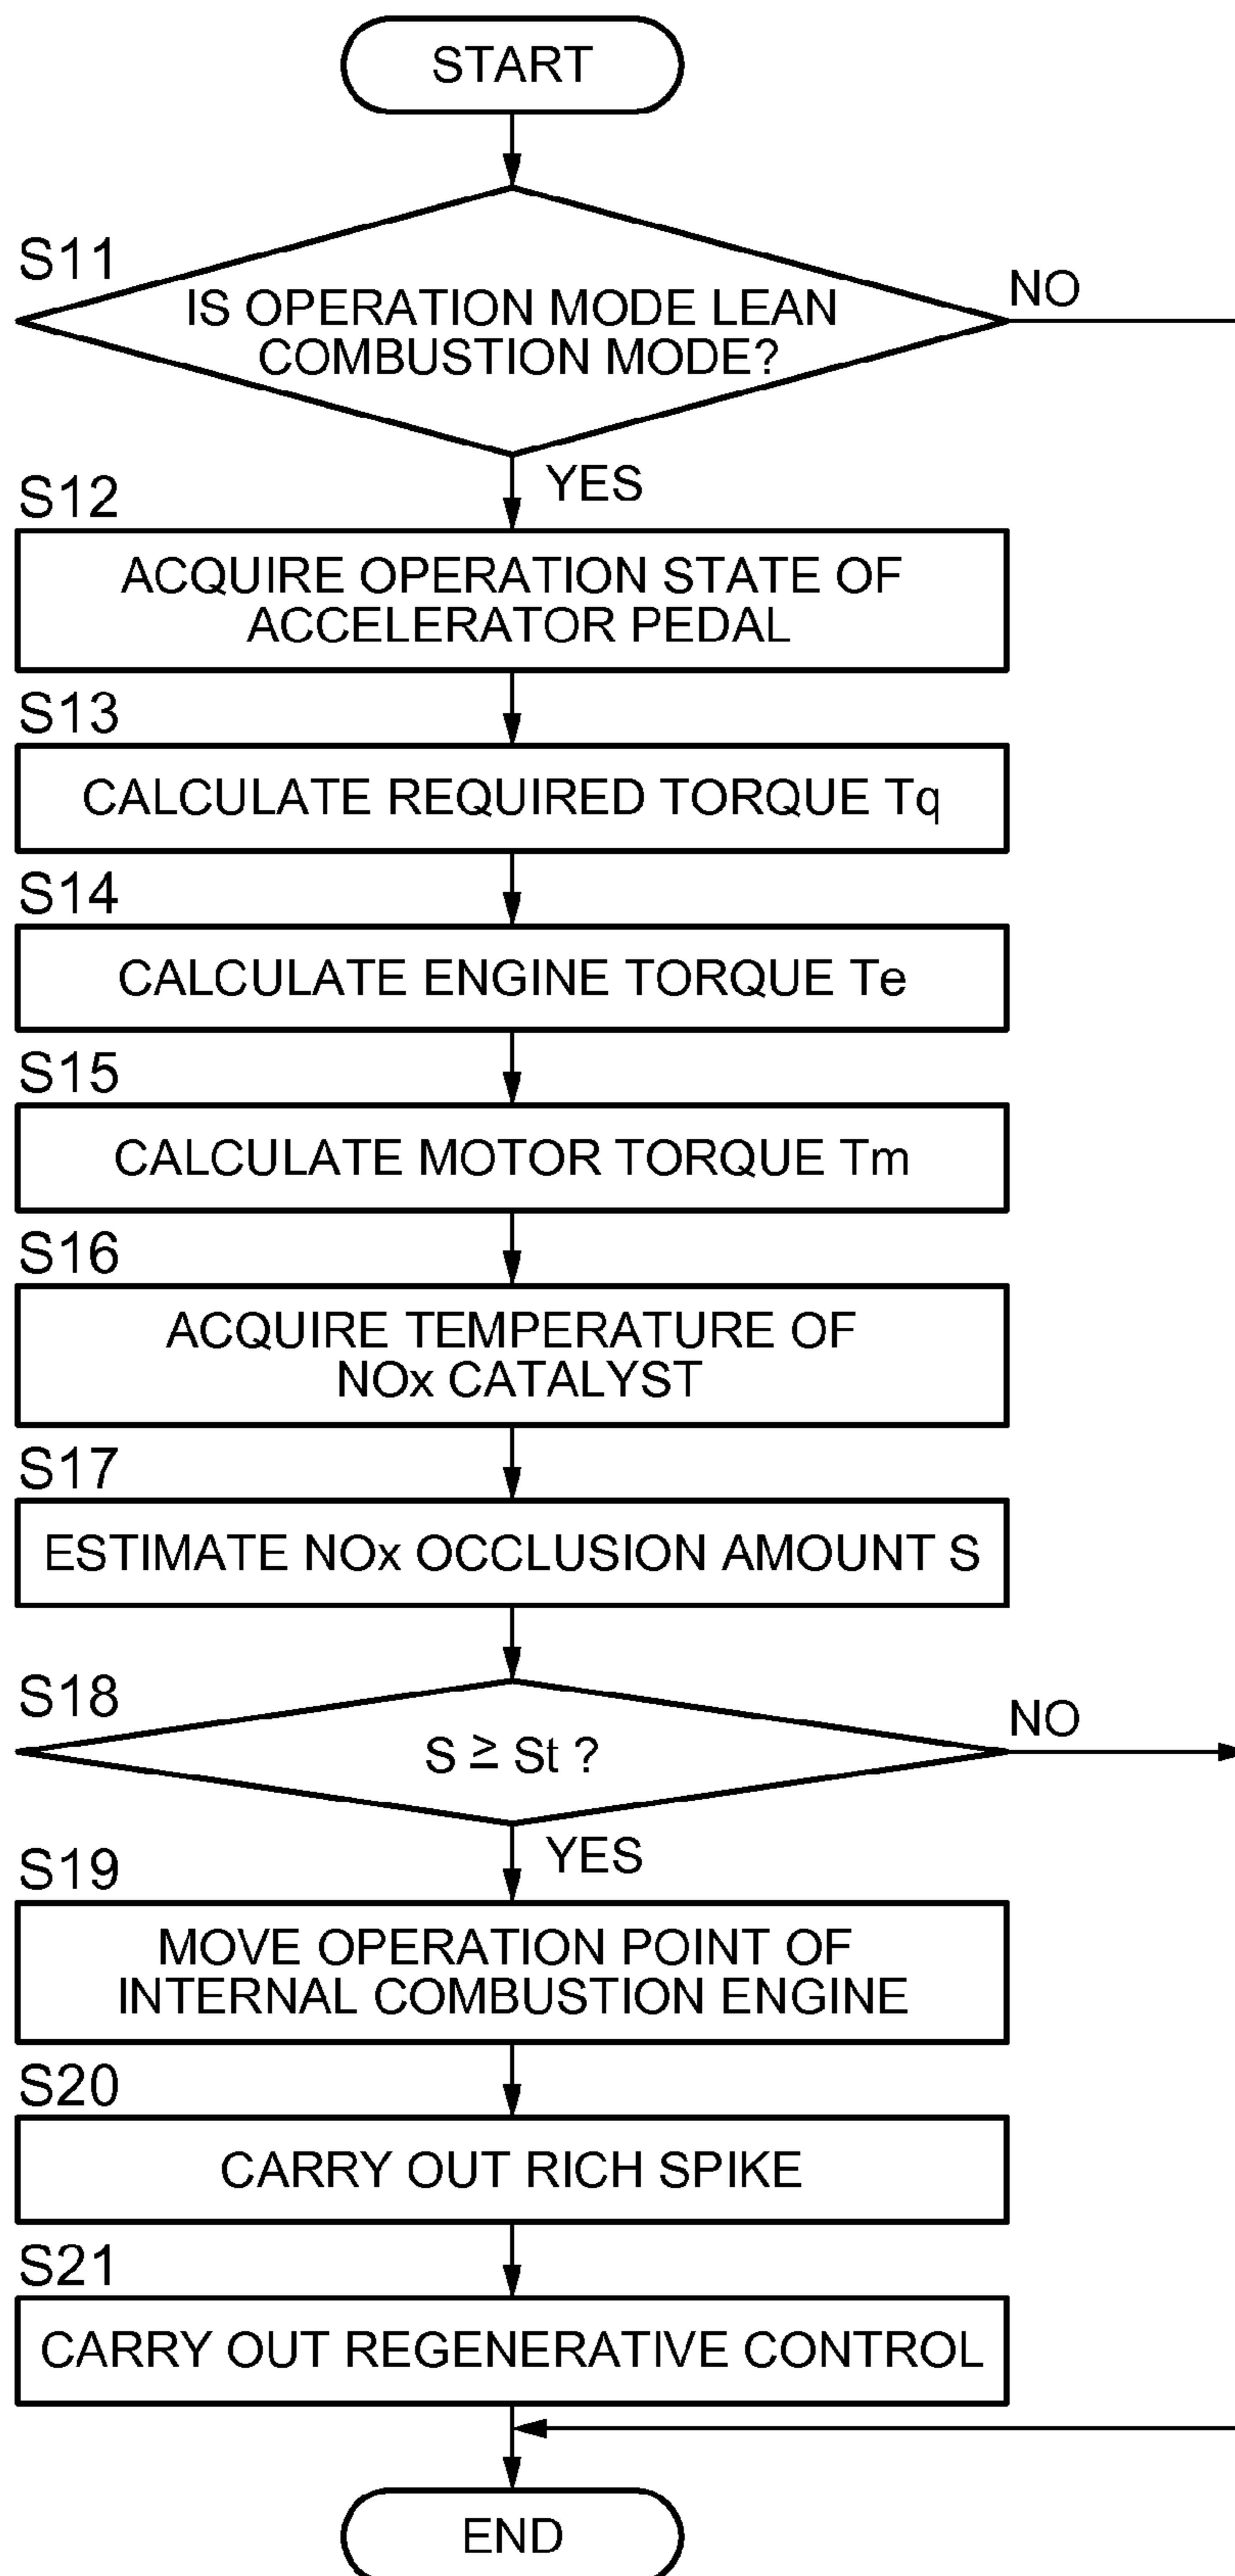 START
S11
IS OPERATION MODE LEAN
COMBUSTION MODE?
NO
YES
S12
ACQUIRE OPERATION STATE OF
ACCELERATOR PEDAL
S13
CALCULATE REQUIRED TORQUE Tq
S14
CALCULATE ENGINE TORQUE Te
S15
CALCULATE MOTOR TORQUE Tm
S16
ACQUIRE TEMPERATURE OF
NOx CATALYST
S17
ESTIMATE NOx OCCLUSION AMOUNT S
S18
S ≥ St ?
NO
YES
S19
MOVE OPERATION POINT OF
INTERNAL COMBUSTION ENGINE
S20
CARRY OUT RICH SPIKE
S21
CARRY OUT REGENERATIVE CONTROL
END